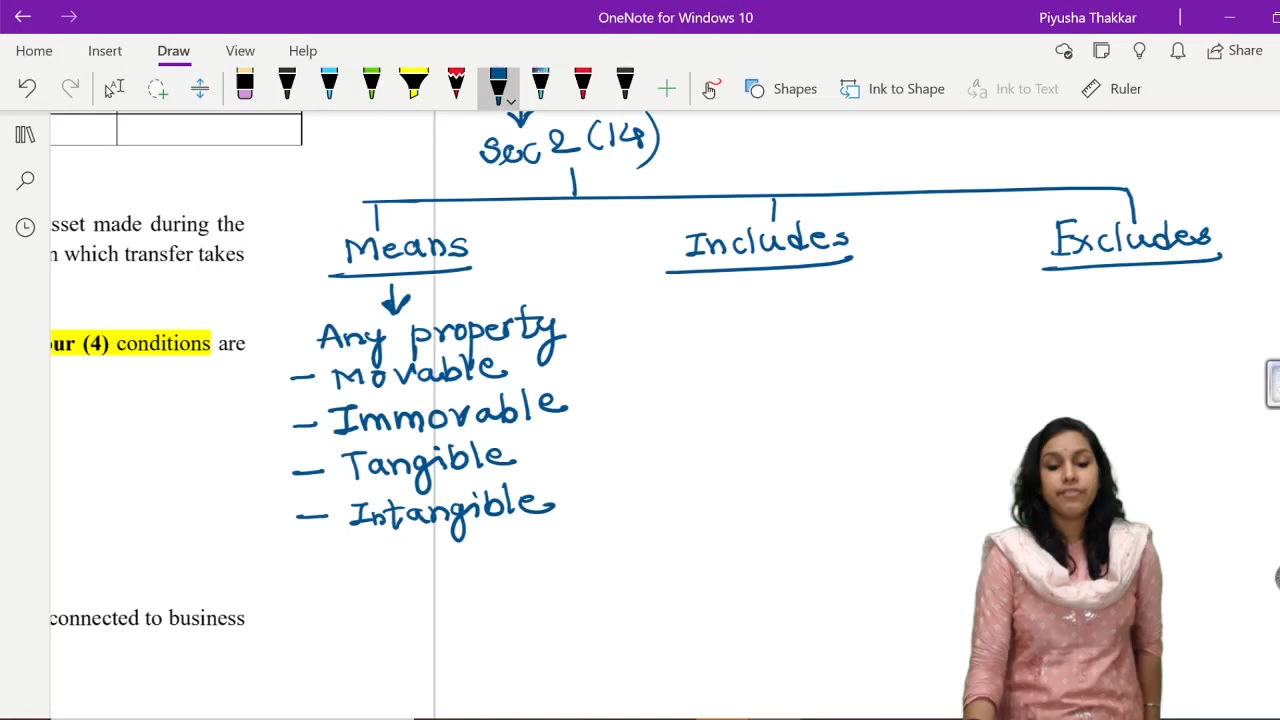 OneNote for Windows 10
Piyusha Thakkar
Home Insert Draw View Help
Share
Shapes
Ink to Shape
Ink to Text
Ruler
Sec 2 (14)
Means Includes Excludes
Any property
- Movable
- Immovable
- Tangible
- Intangible
sset made during the
n which transfer takes
ur (4) conditions are
connected to business